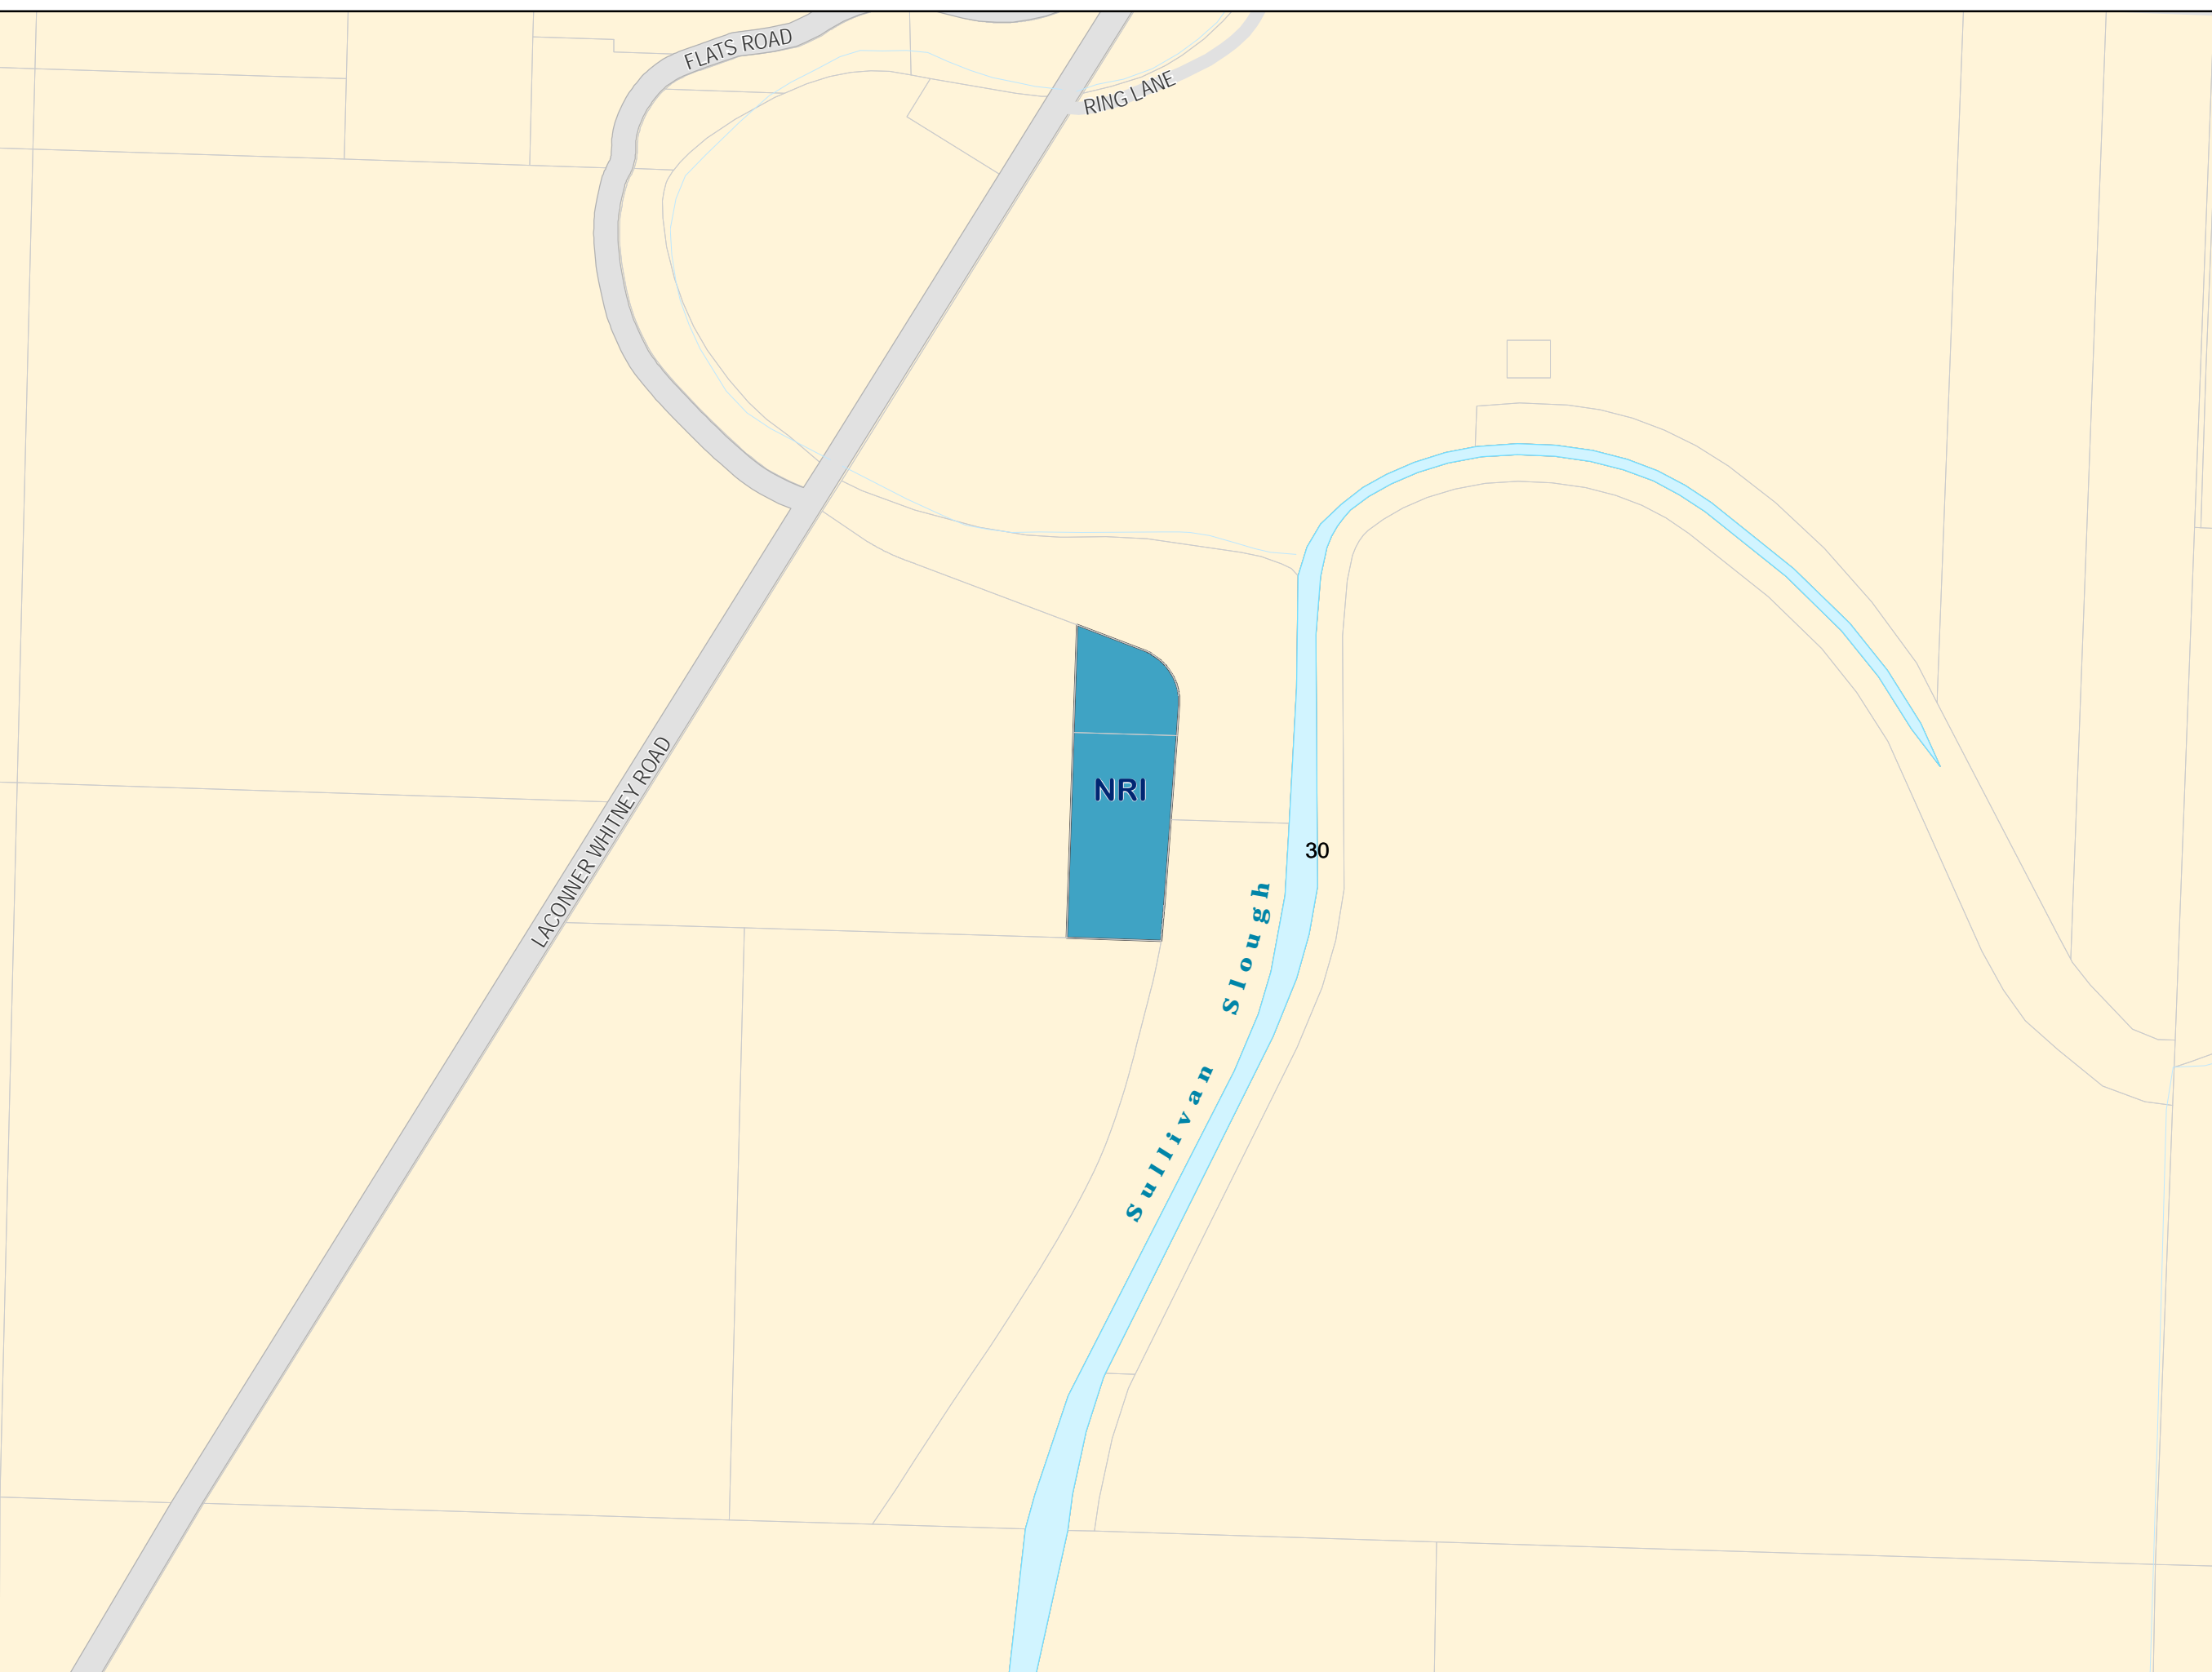 FLATS ROAD
RING LANE
LACONNER WHITNEY ROAD
NRI
30
Sullivan Slough